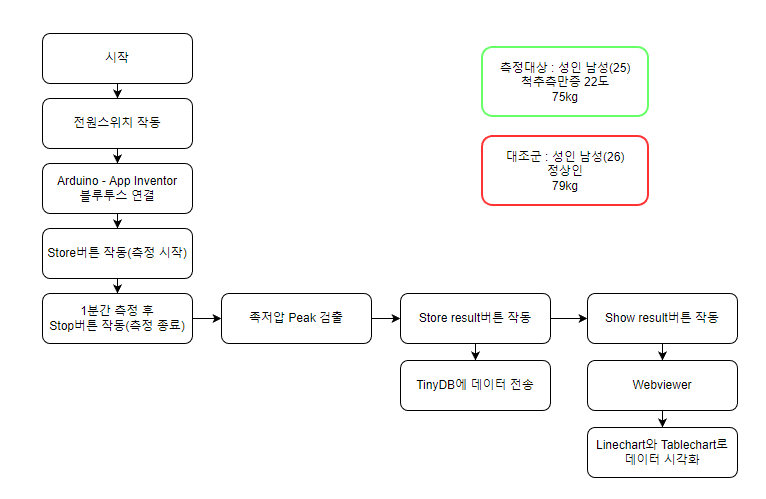 시작
전원스위치 작동
Arduino - App Inventor
블루투스 연결
Store버튼 작동(측정 시작)
1분간 측정 후
Stop버튼 작동(측정 종료)
족저압 Peak 검출
Store result버튼 작동
TinyDB에 데이터 전송
Show result버튼 작동
Webviewer
Linechart와 Tablechart로
데이터 시각화
측정대상 : 성인 남성(25)
척추측만증 22도
75kg
대조군 : 성인 남성(26)
정상인
79kg